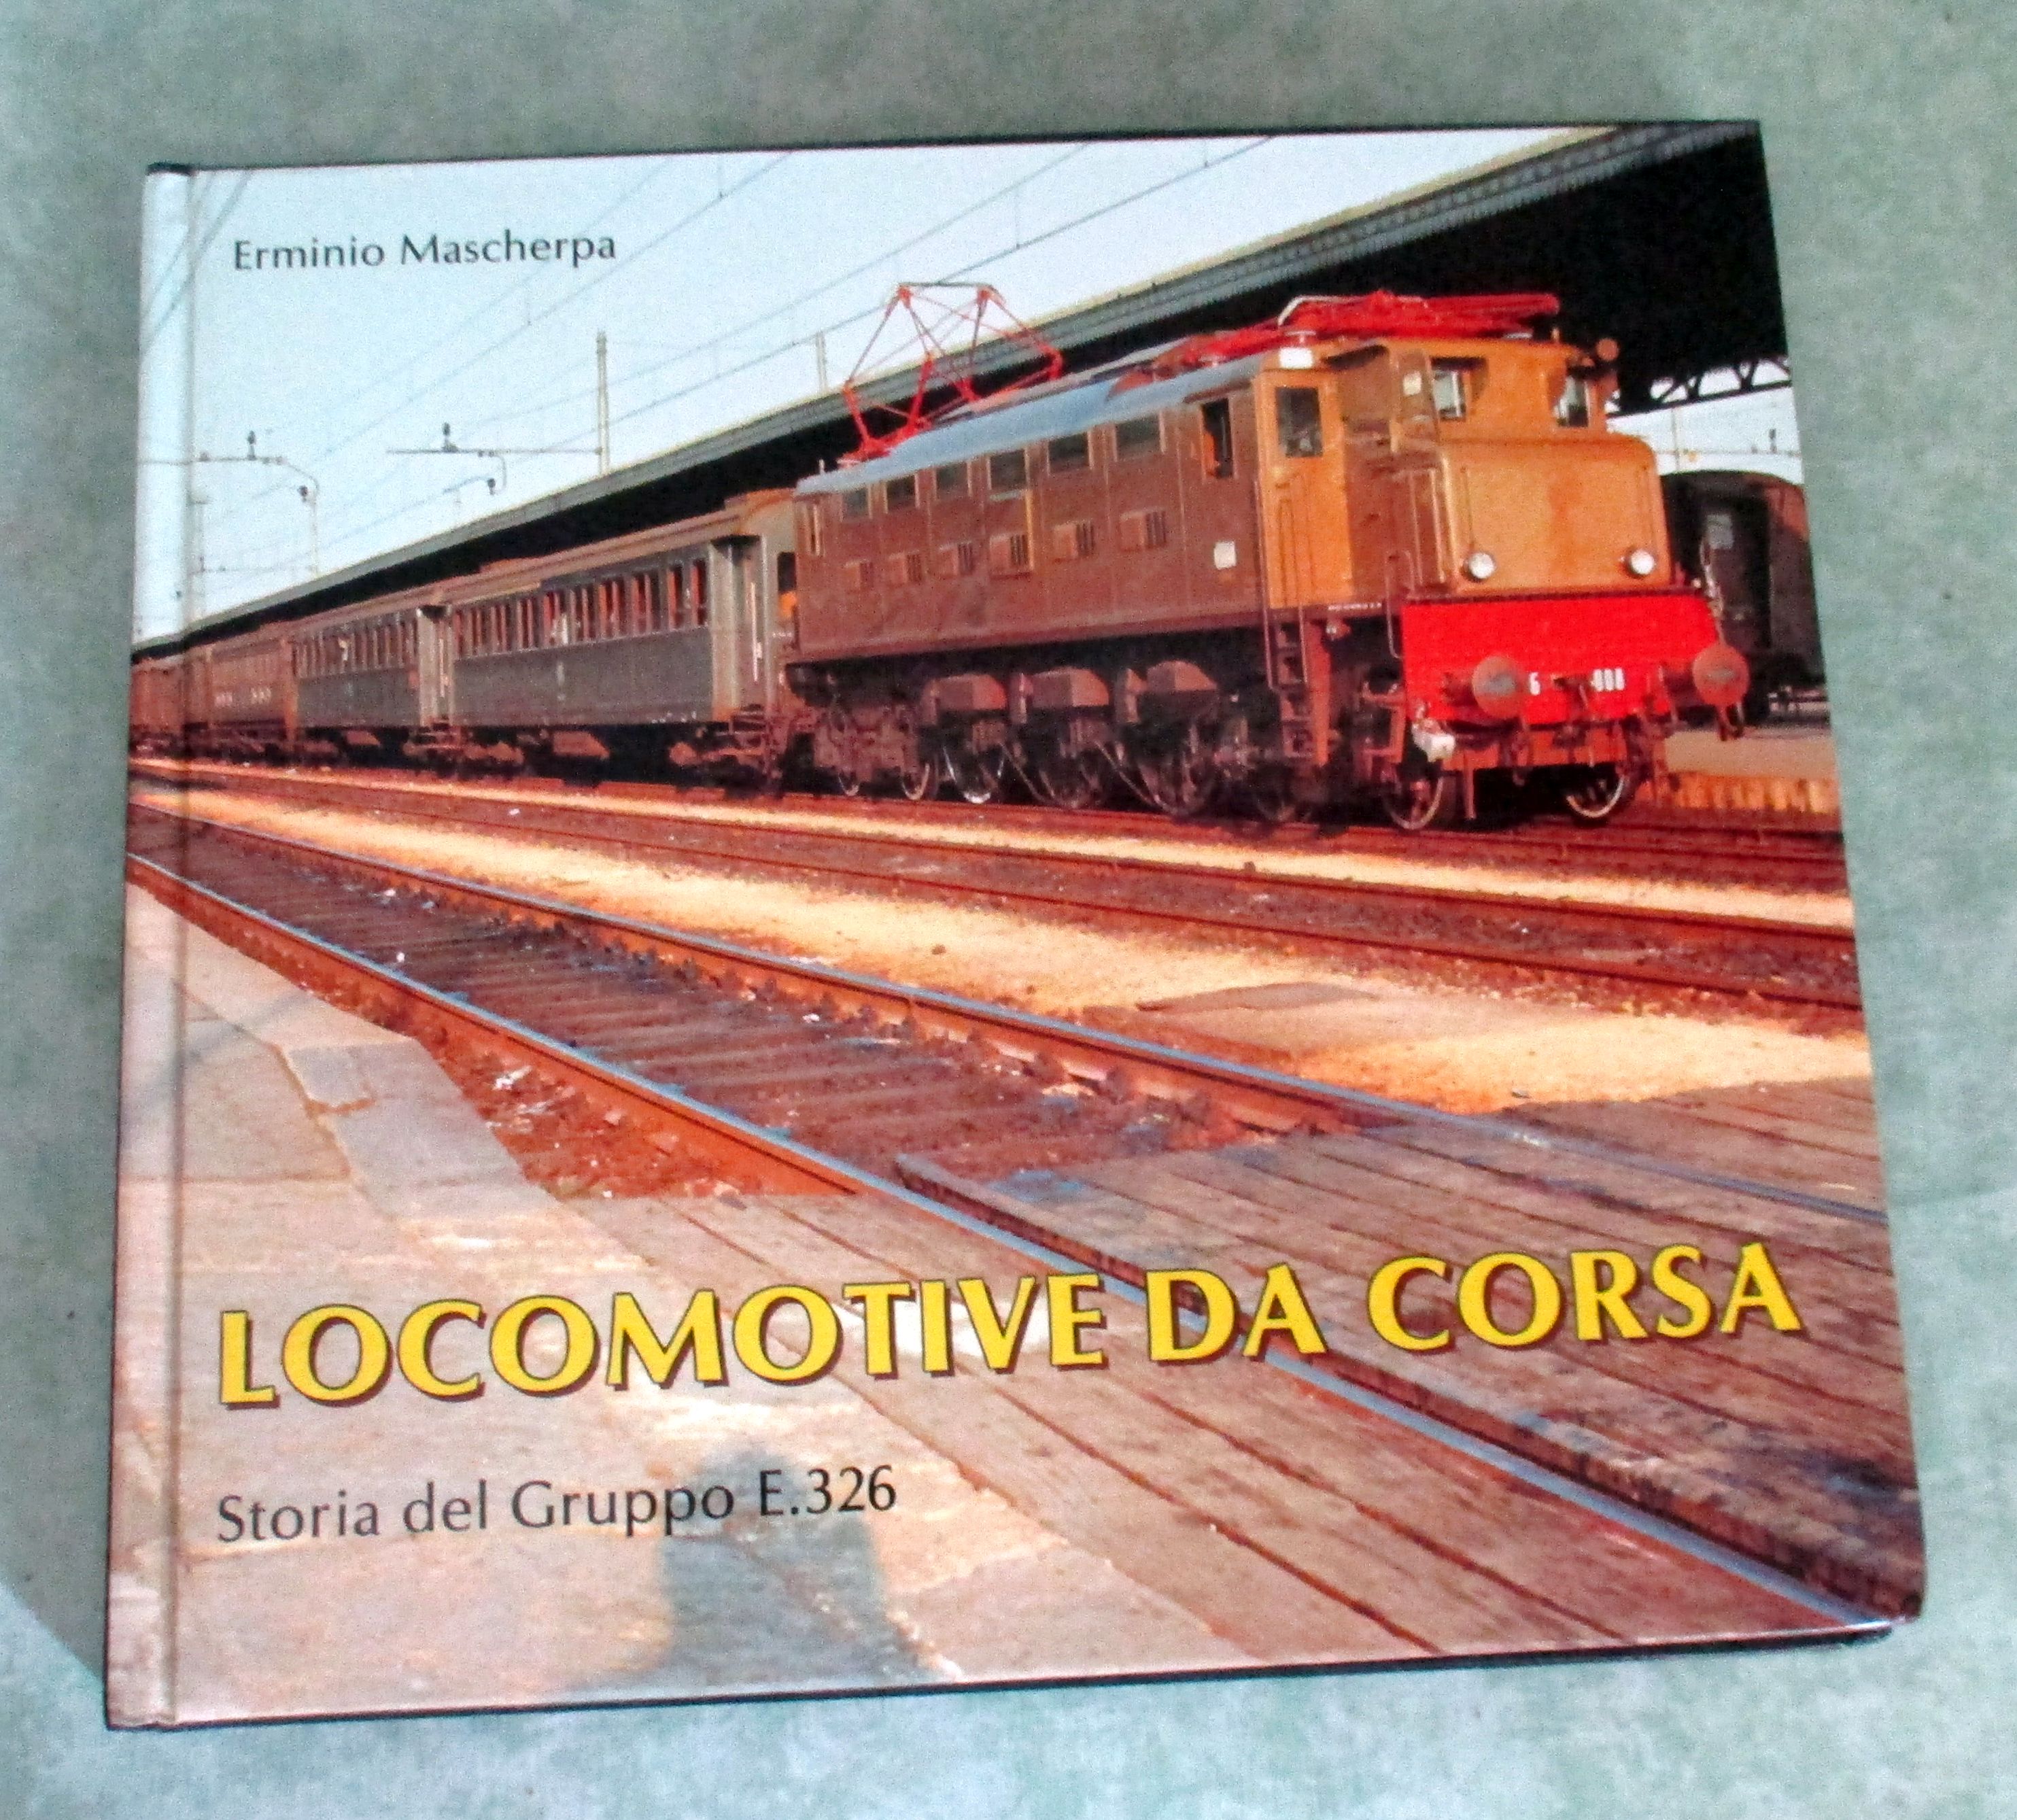 Erminio Mascherpa
LOCOMOTIVE DA CORSA
Storia del Gruppo E.326